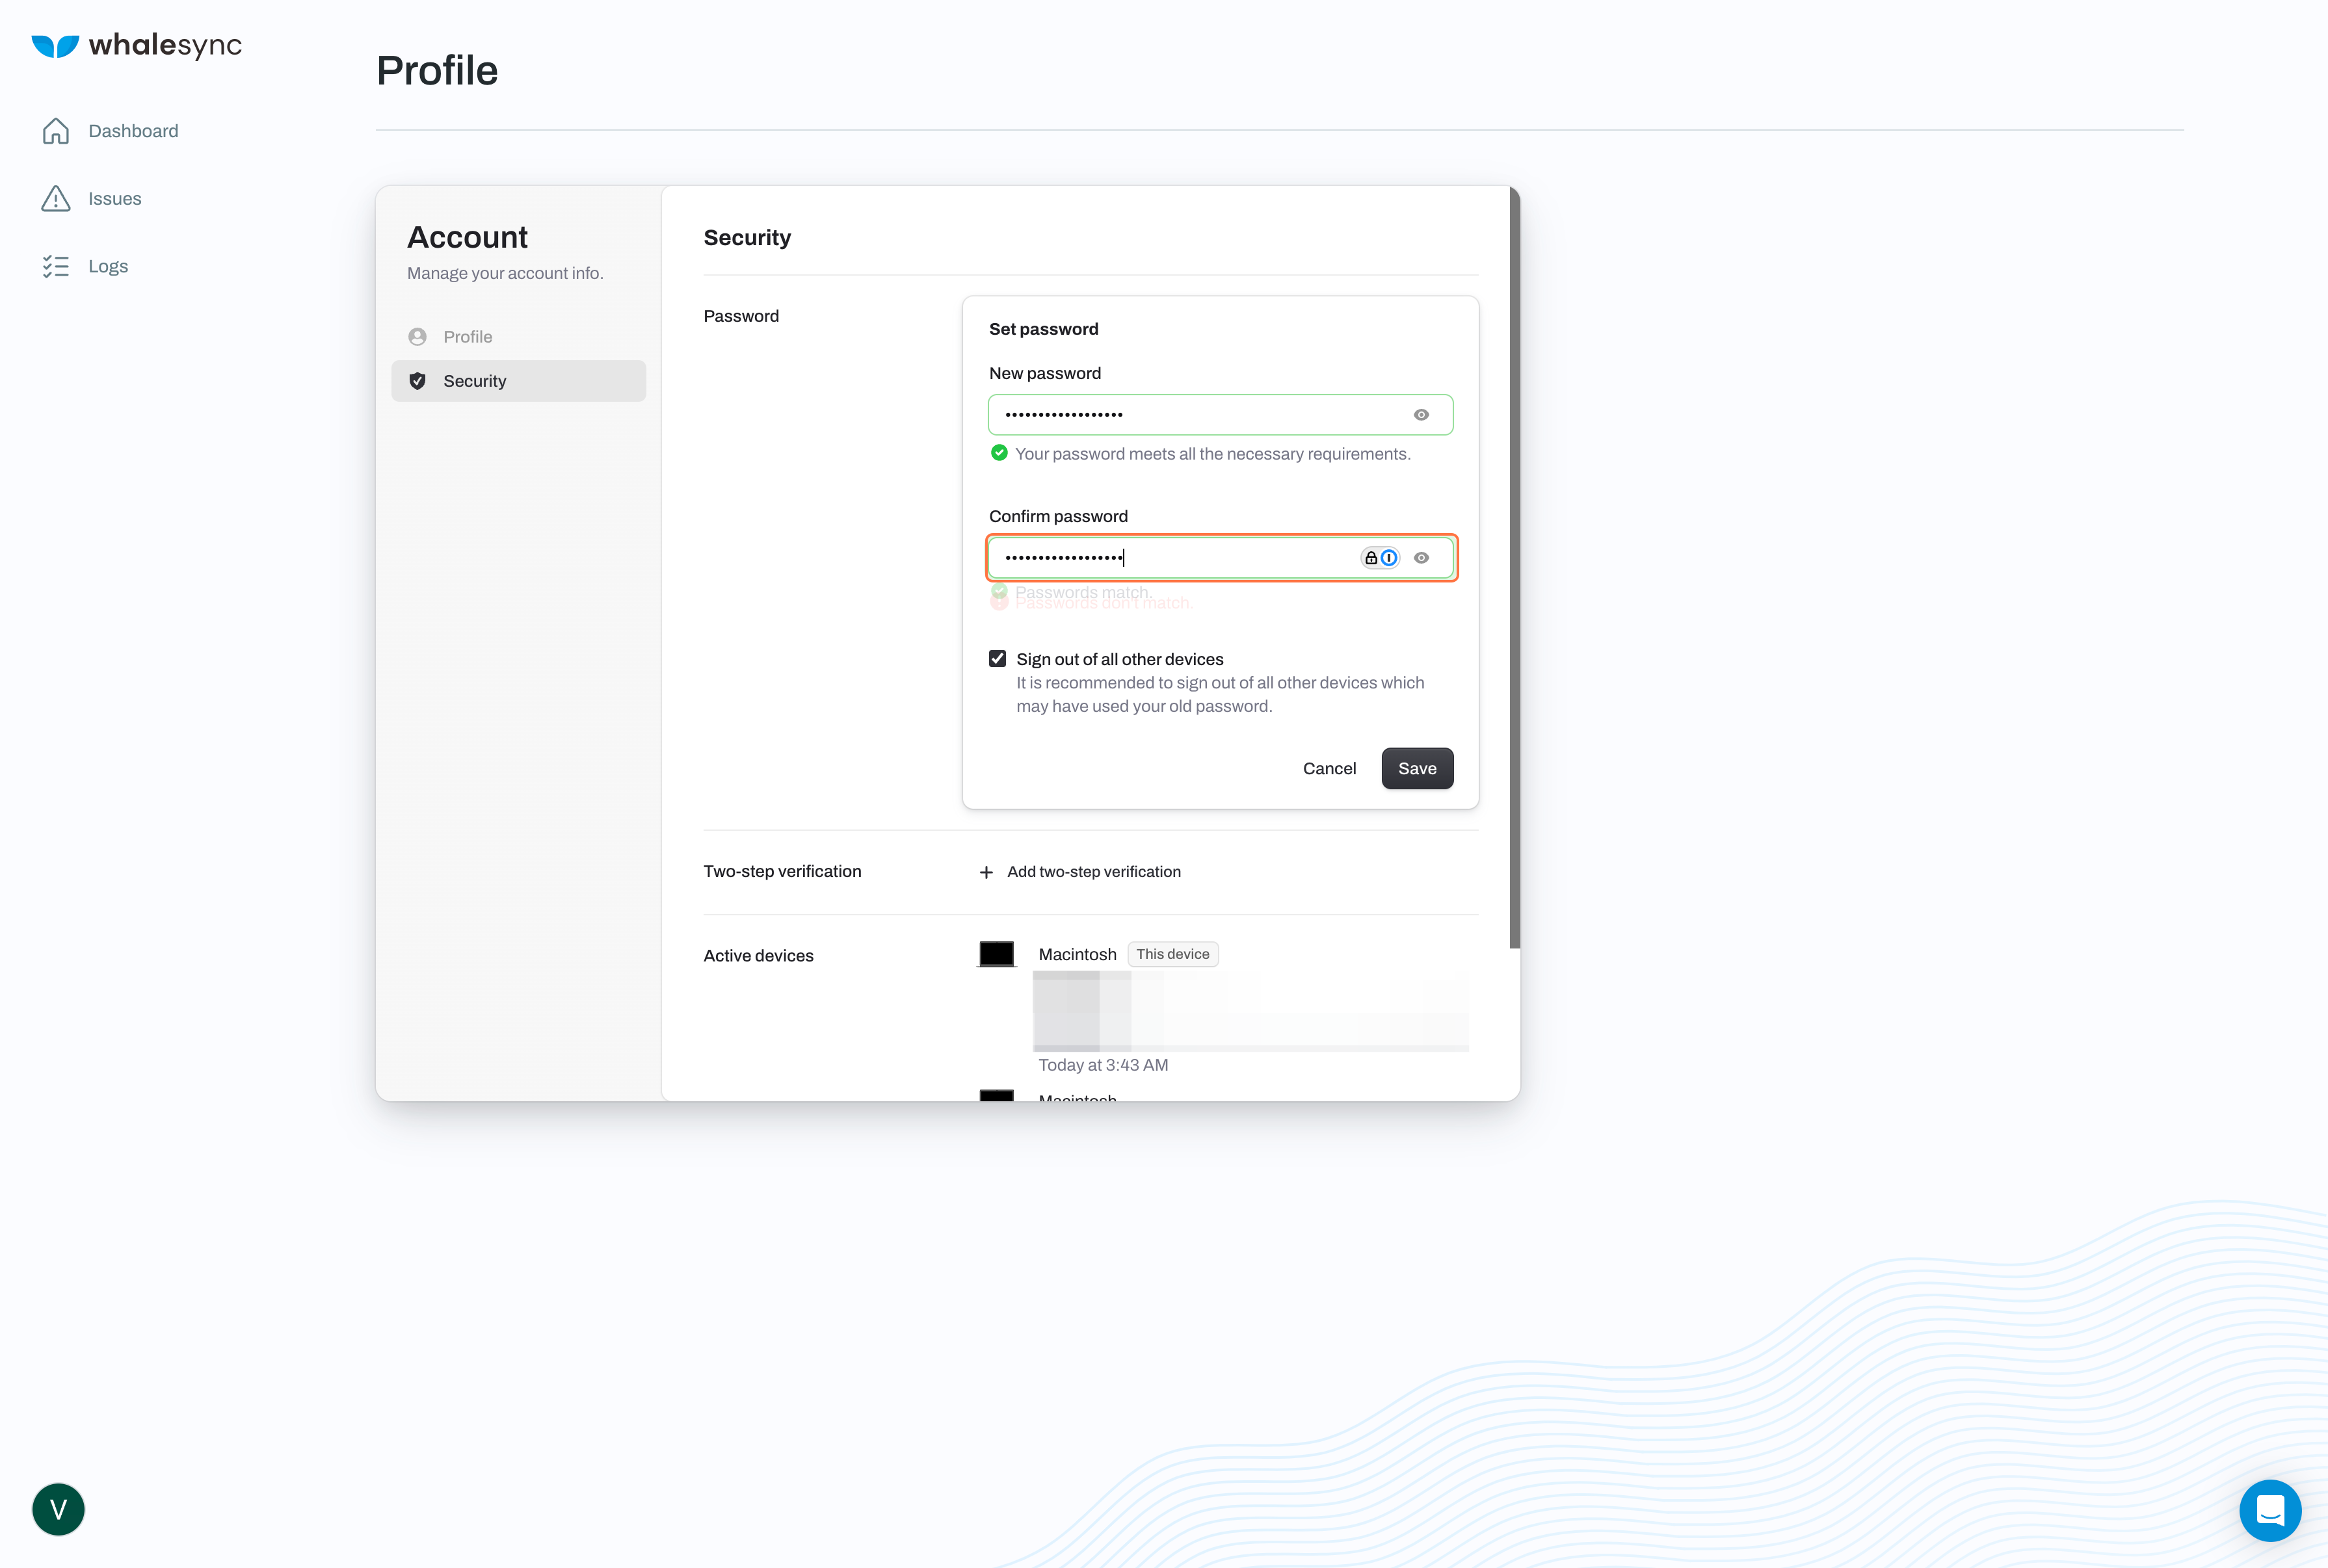 whalesync
Profile
Dashboard
Issues
Logs
Account
Manage your account info.
Profile
Security
Security
Password
Set password
New password
••••••••••••••••••
Your password meets all the necessary requirements.
Confirm password
••••••••••••••••••
Passwords match.
Passwords don't match.
Sign out of all other devices
It is recommended to sign out of all other devices which
may have used your old password.
Cancel
Save
Two-step verification
Add two-step verification
Active devices
Macintosh
This device
Today at 3:43 AM
Macintosh
V